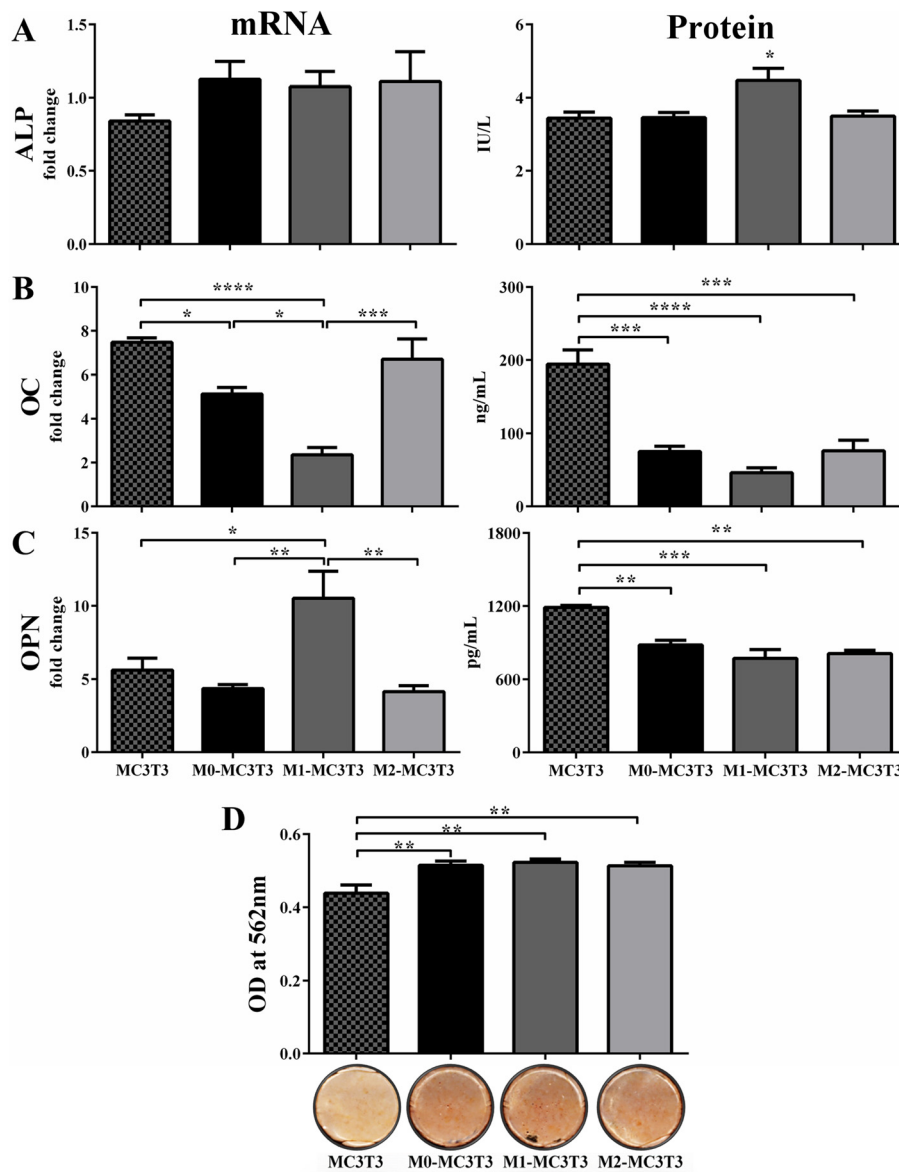 A
mRNA
Protein
ALP
fold change
1.5
1.0
0.5
0.0
IU/L
6
4
2
0
*
B
OC
fold change
8
6
4
2
0
****
* * ***
ng/mL
300
200
100
0
***
****
***
C
OPN
fold change
15
10
5
0
*
** **
MC3T3 M0-MC3T3 M1-MC3T3 M2-MC3T3
pg/mL
1800
1200
600
0
**
***
**
MC3T3 M0-MC3T3 M1-MC3T3 M2-MC3T3
D
OD at 562nm
0.6
0.4
0.2
0.0
**
**
**
MC3T3 M0-MC3T3 M1-MC3T3 M2-MC3T3